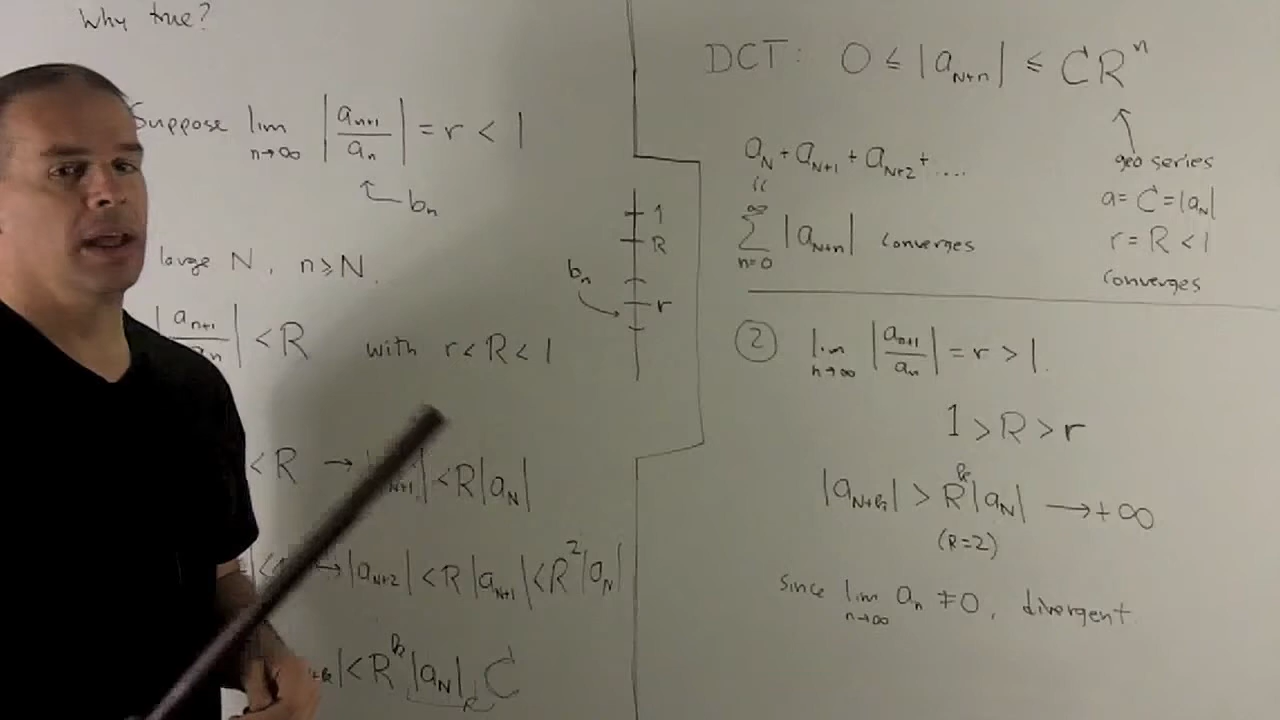 Why true?
Suppose lim n→∞ |a_{n+1}/a_n| = r < 1
b_n
large N, n ≥ N.
|a_{n+1}/a_n| < R with r < R < 1
< R → |a_{N+1}| < R|a_N|
→ |a_{N+2}| < R|a_{N+1}| < R^2|a_N|
| < R^k |a_N| C
1
R
b_n
r
DCT: 0 ≤ |a_{N+n}| ≤ CR^n
a_N + a_{N+1} + a_{N+2} + ....
∑_{n=0}^{∞} |a_{N+n}| converges
geo series
a = C = |a_N|
r = R < 1
converges
② lim n→∞ |a_{n+1}/a_n| = r > 1.
1 > R > r
|a_{N+k}| > R^k|a_N| → +∞
(R=2)
Since lim n→∞ a_n ≠ 0, divergent